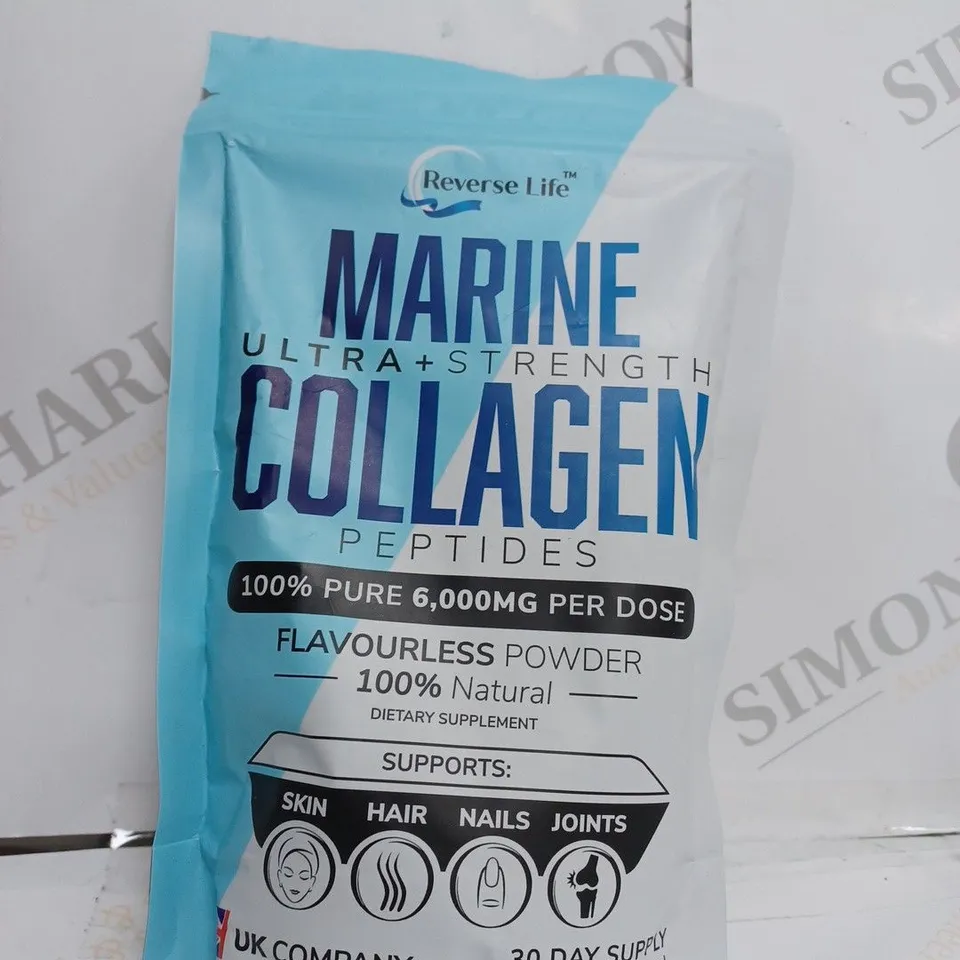 Reverse Life™
MARINE
ULTRA+STRENGTH
COLLAGEN
PEPTIDES
100% PURE 6,000MG PER DOSE
FLAVOURLESS POWDER
100% Natural
DIETARY SUPPLEMENT
SUPPORTS:
SKIN HAIR NAILS JOINTS
UK COMPANY 30 DAY SUPPLY
SIMON
SIMON